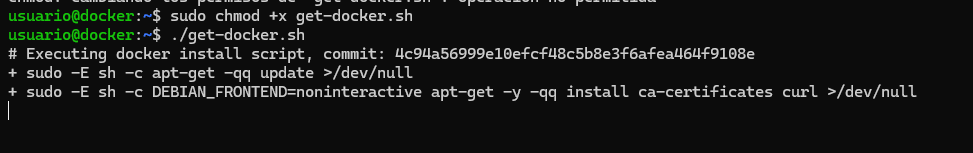 chmod: cambiando los permisos de 'get-docker.sh': Operación no permitida
usuario@docker:~$ sudo chmod +x get-docker.sh
usuario@docker:~$ ./get-docker.sh
# Executing docker install script, commit: 4c94a56999e10efcf48c5b8e3f6afea464f9108e
+ sudo -E sh -c apt-get -qq update >/dev/null
+ sudo -E sh -c DEBIAN_FRONTEND=noninteractive apt-get -y -qq install ca-certificates curl >/dev/null